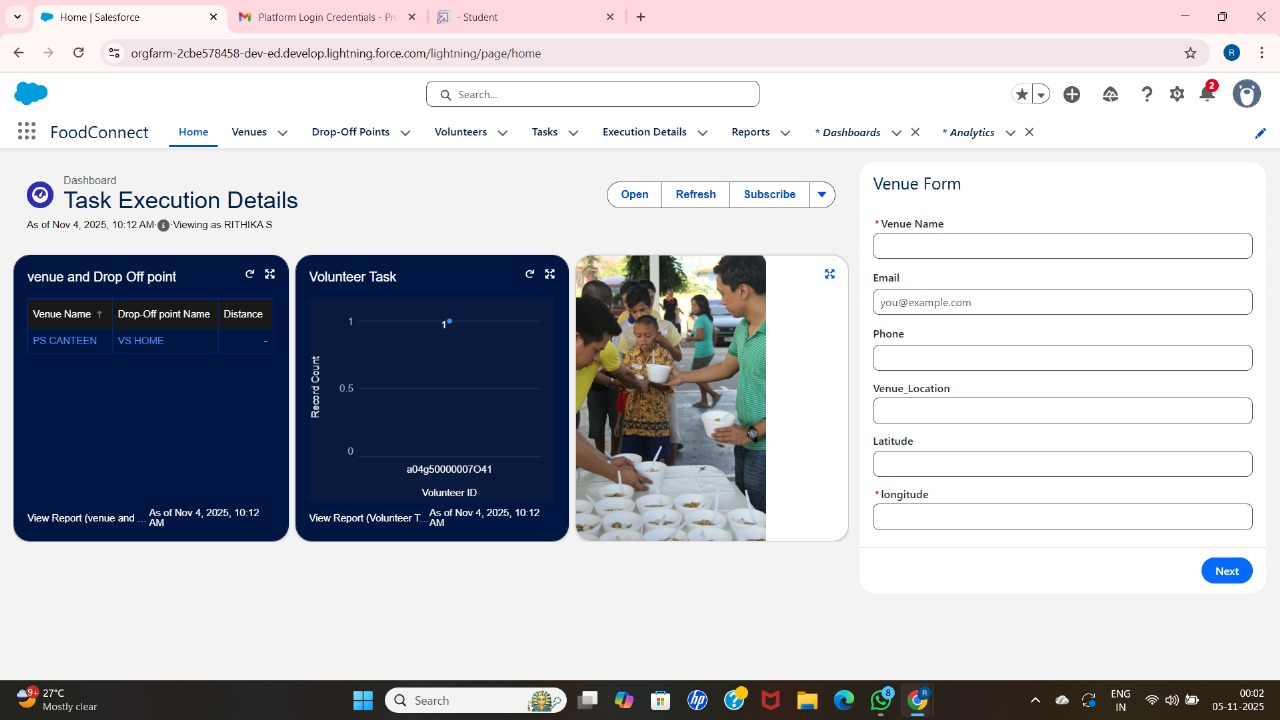 Home | Salesforce
Platform Login Credentials - Pro
- Student
orgfarm-2cbe578458-dev-ed.develop.lightning.force.com/lightning/page/home
R
Search...
2
FoodConnect
Home
Venues
Drop-Off Points
Volunteers
Tasks
Execution Details
Reports
* Dashboards
* Analytics
Dashboard
Task Execution Details
As of Nov 4, 2025, 10:12 AM·Viewing as RITHIKA S
Open
Refresh
Subscribe
venue and Drop Off point
Venue Name ↑
Drop-Off point Name
Distance
PS CANTEEN
VS HOME
-
View Report (venue and ...
As of Nov 4, 2025, 10:12
AM
Volunteer Task
1
1
0.5
0
Record Count
a04g50000007O41
Volunteer ID
View Report (Volunteer T...
As of Nov 4, 2025, 10:12
AM
Venue Form
*Venue Name
Email
you@example.com
Phone
Venue_Location
Latitude
*longitude
Next
9+
27°C
Mostly clear
Search
8
R
ENG
IN
00:02
05-11-2025